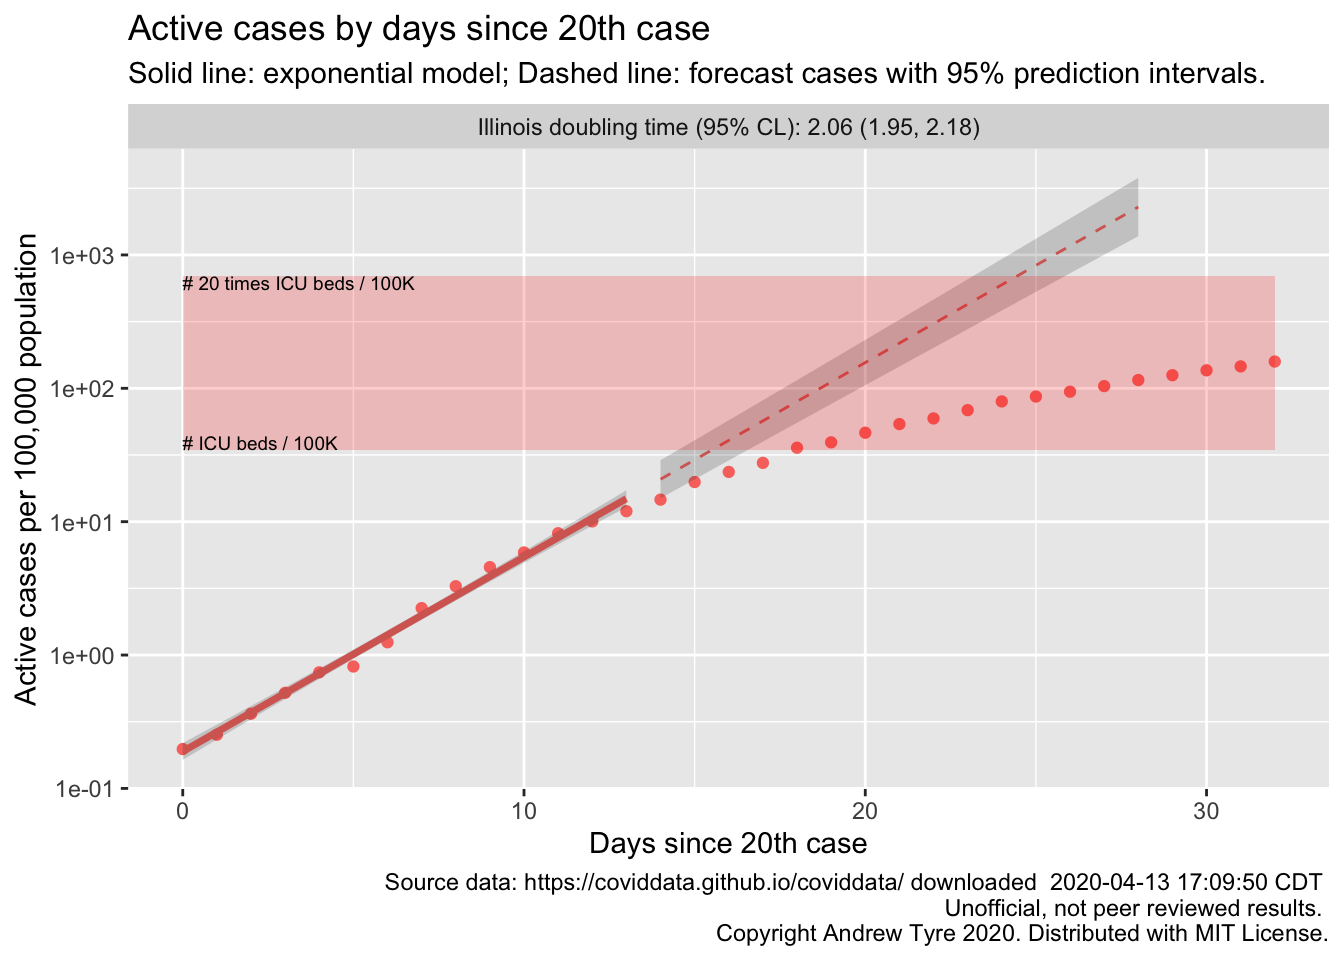 Active cases by days since 20th case
Solid line: exponential model; Dashed line: forecast cases with 95% prediction intervals.
Illinois doubling time (95% CL): 2.06 (1.95, 2.18)
Active cases per 100,000 population
1e+03
1e+02
1e+01
1e+00
1e-01
# 20 times ICU beds / 100K
# ICU beds / 100K
0
10
20
30
Days since 20th case
Source data: https://coviddata.github.io/coviddata/ downloaded  2020-04-13 17:09:50 CDT
Unofficial, not peer reviewed results.
Copyright Andrew Tyre 2020. Distributed with MIT License.